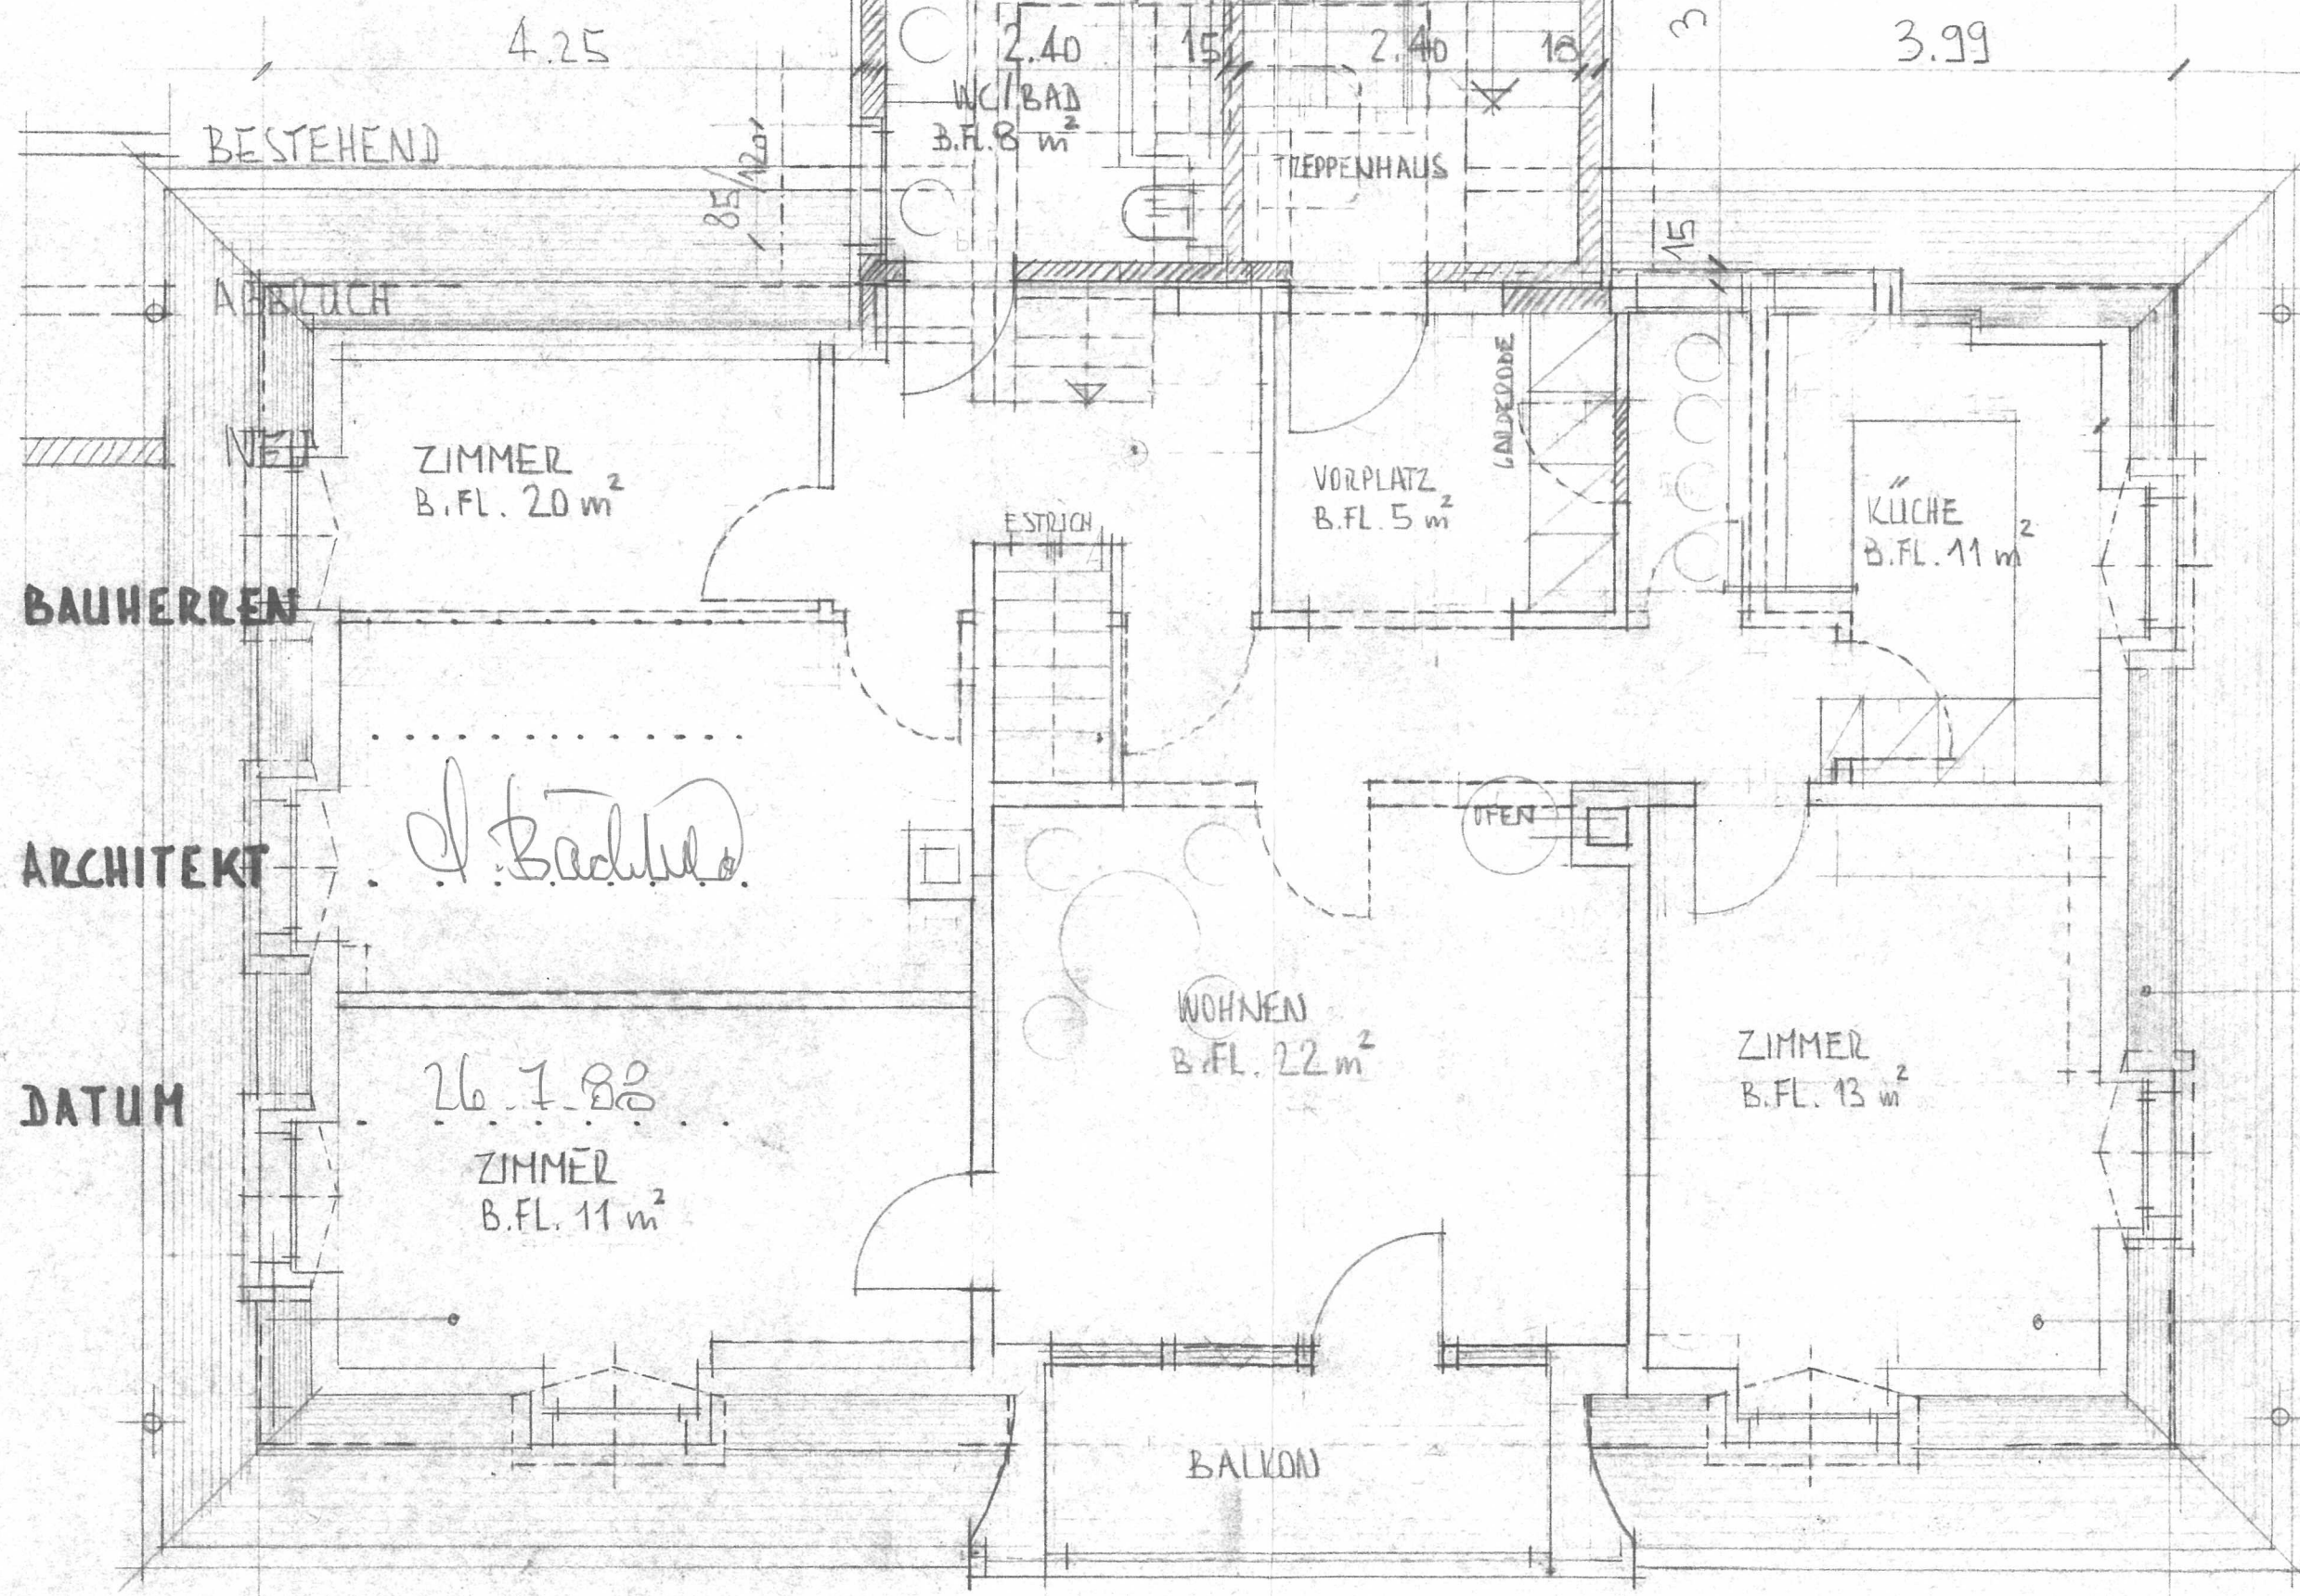 4.25
2.40
15
2.40
18
3
3.99
WC/BAD
B.FL. 8 m²
BESTEHEND
85/120
TREPPENHAUS
15
ABBRUCH
GARDERODE
NEU
ZIMMER
B.FL. 20 m²
VORPLATZ
B.FL. 5 m²
ESTRICH
KÜCHE
B.FL. 11 m²
BAUHERREN
OFEN
ARCHITEKT
WOHNEN
B.FL. 22 m²
ZIMMER
B.FL. 13 m²
DATUM
26.7.88
ZIMMER
B.FL. 11 m²
BALKON